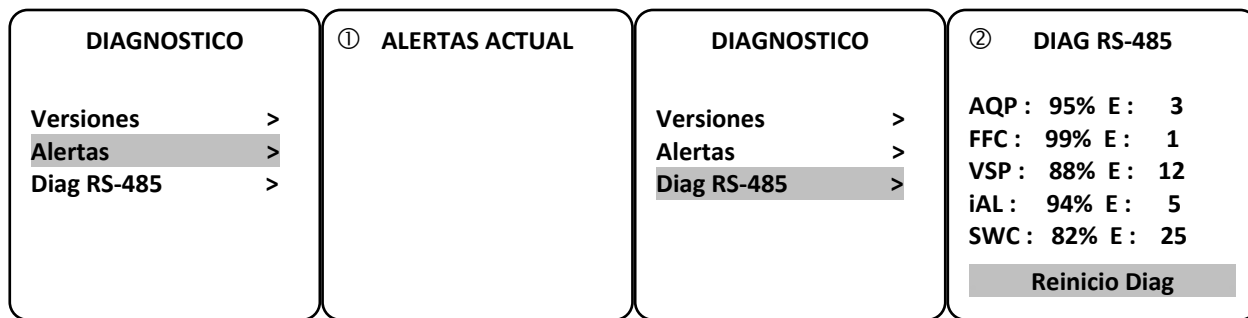 DIAGNOSTICO
Versiones >
Alertas >
Diag RS-485 >
① ALERTAS ACTUAL
DIAGNOSTICO
Versiones >
Alertas >
Diag RS-485 >
② DIAG RS-485
AQP : 95% E : 3
FFC : 99% E : 1
VSP : 88% E : 12
iAL : 94% E : 5
SWC : 82% E : 25
Reinicio Diag